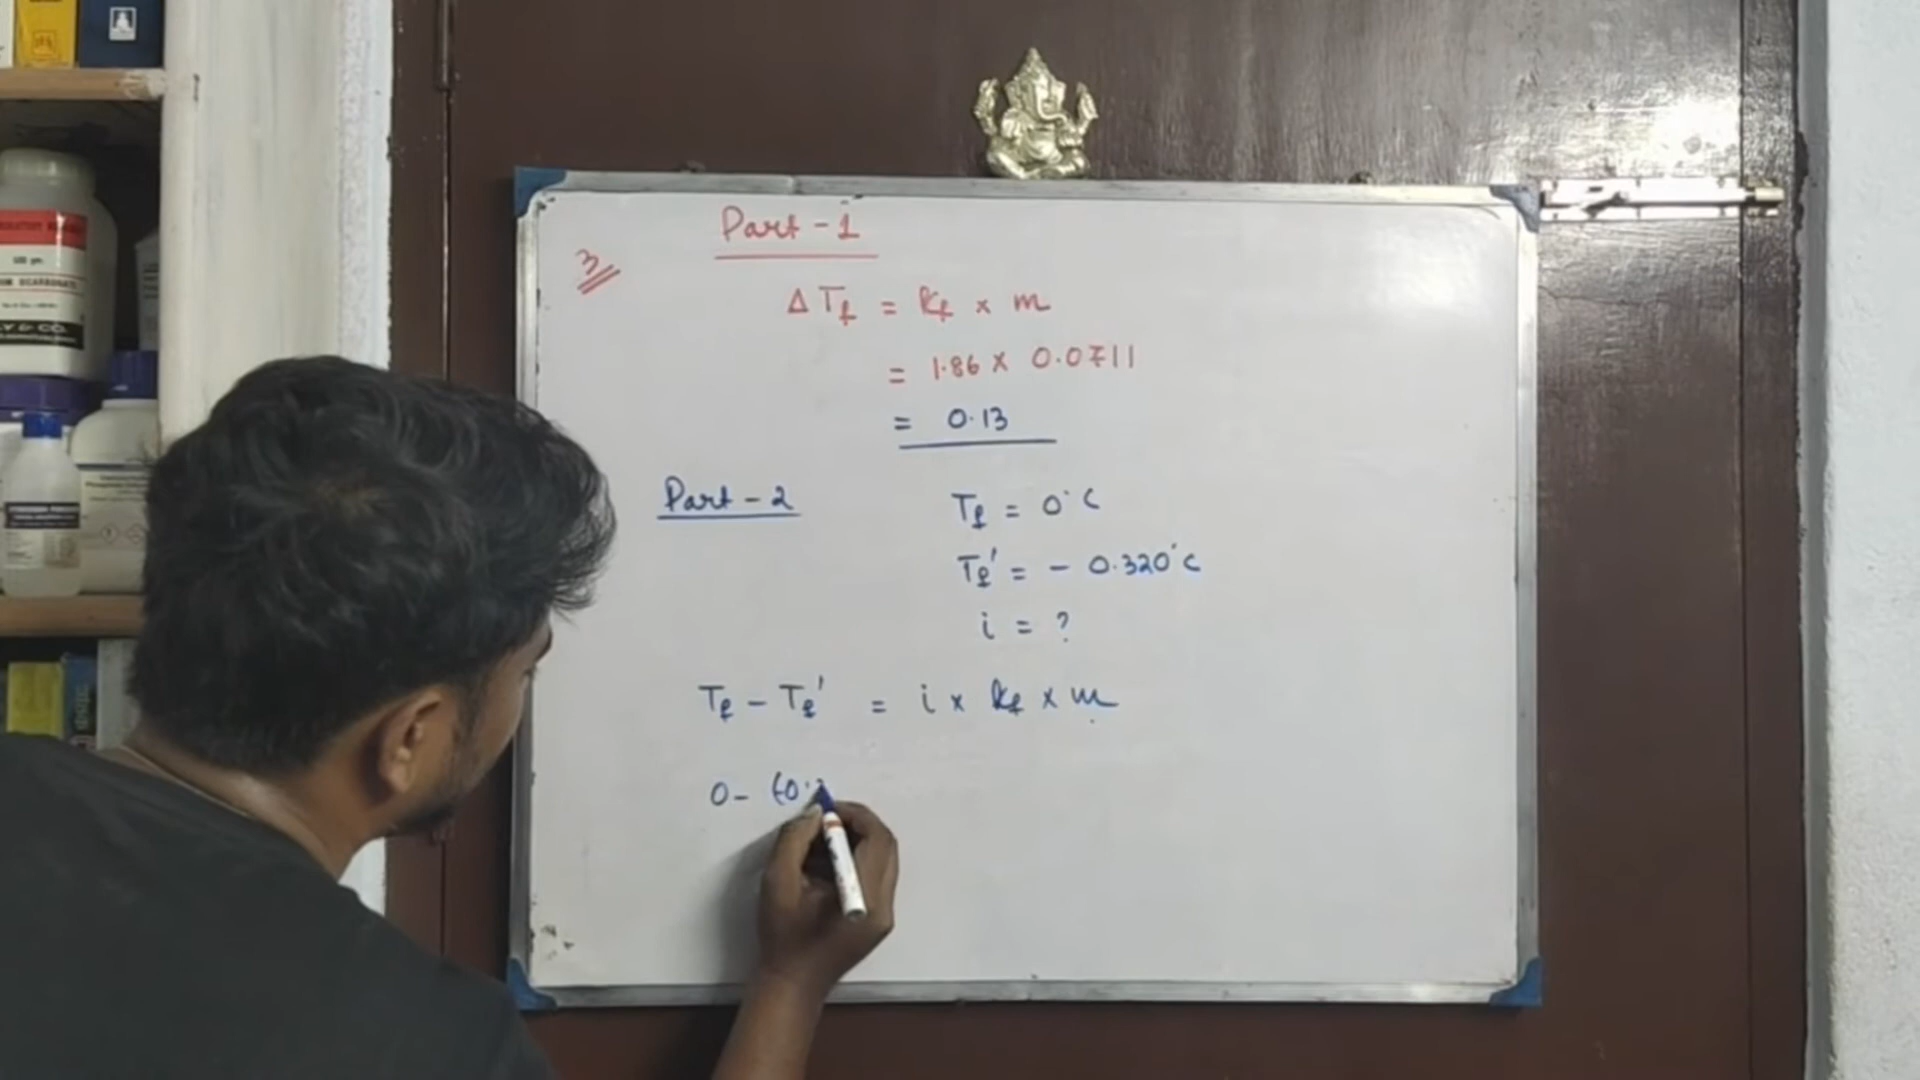 Part - 1
3
ΔTf = Kf × m
= 1.86 × 0.0711
= 0.13
Part - 2
Tf = 0°C
Tf' = - 0.320°C
i = ?
Tf - Tf' = i × Kf × m
0 - (-0.3